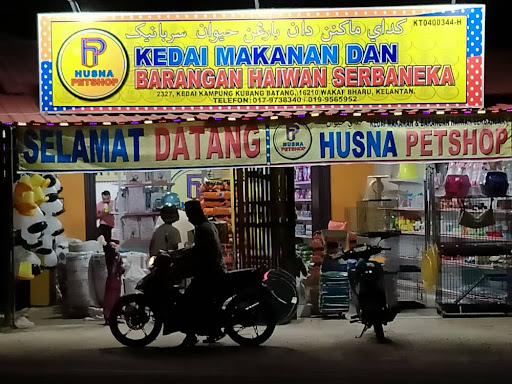 كداي ماكنن دان بارڠن حيوان سربانيك
KT0400344-H
HUSNA
PETSHOP
KEDAI MAKANAN DAN
BARANGAN HAIWAN SERBANEKA
2327, KEDAI KAMPUNG KUBANG BATANG, 16210 WAKAF BHARU, KELANTAN.
TELEFON: 017-9738340 / 019-9565952
SELAMAT DATANG
HUSNA
PETSHOP
HUSNA PETSHOP